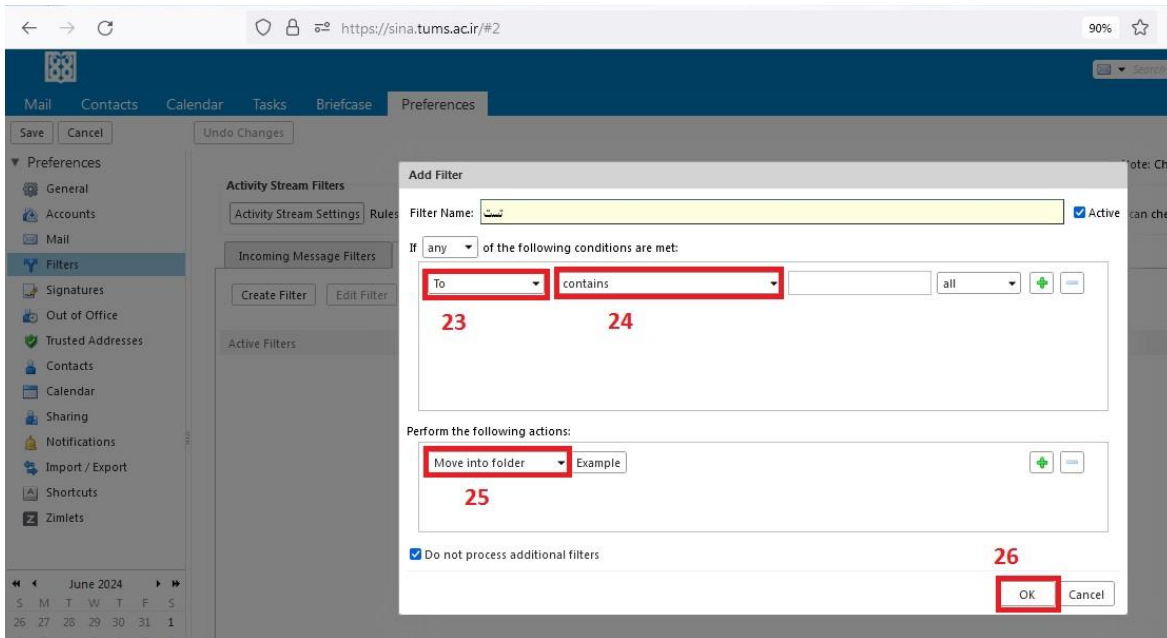 https://sina.tums.ac.ir/#2
90%
Search
Mail Contacts Calendar Tasks Briefcase Preferences
Save Cancel Undo Changes
Preferences
General
Accounts
Mail
Filters
Signatures
Out of Office
Trusted Addresses
Contacts
Calendar
Sharing
Notifications
Import / Export
Shortcuts
Zimlets
June 2024
S M T W T F S
26 27 28 29 30 31 1
Note: Ch
Activity Stream Filters
Activity Stream Settings Rules
can che
Incoming Message Filters
Create Filter Edit Filter
Active Filters
Add Filter
Filter Name: تست Active
If any of the following conditions are met:
To contains all
23 24
Perform the following actions:
Move into folder Example
25
Do not process additional filters
26
OK Cancel